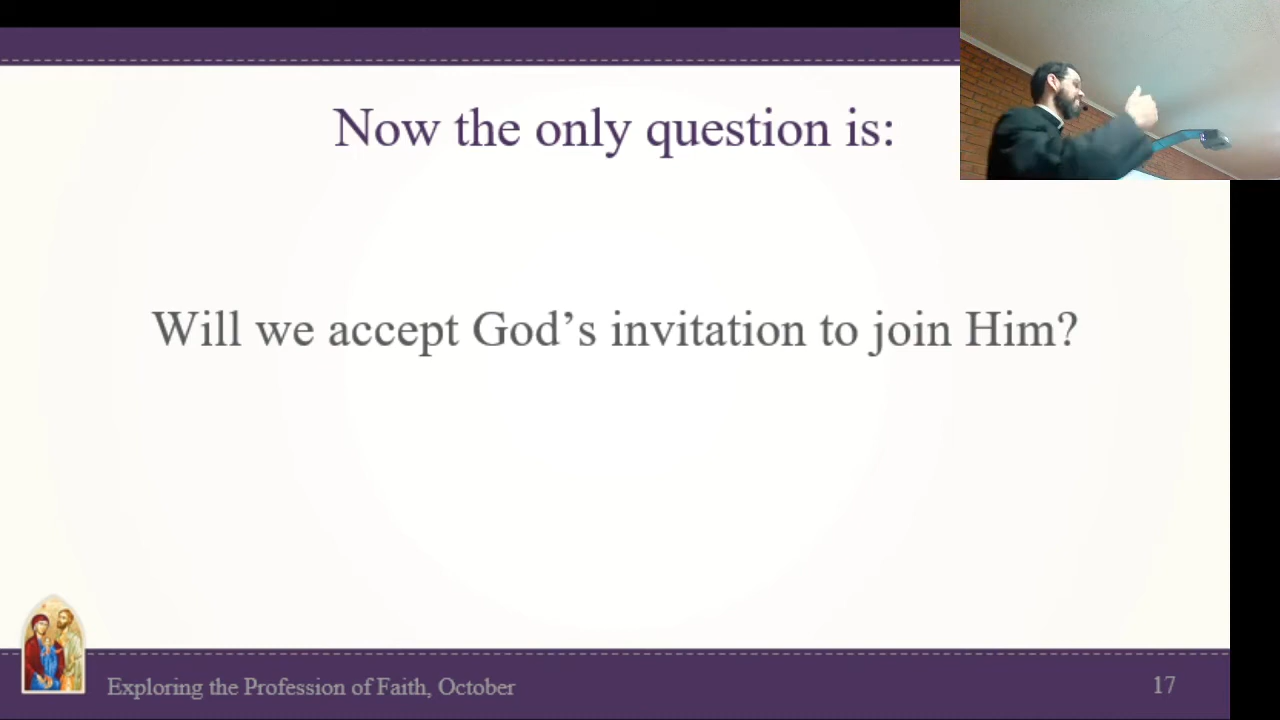 Now the only question is:
Will we accept God’s invitation to join Him?
Exploring the Profession of Faith, October
17